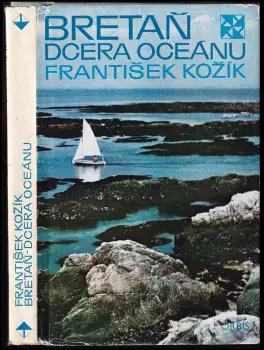 BRETAŇ
DCERA OCEÁNU
FRANTIŠEK KOŽÍK
ORBIS
FRANTIŠEK KOŽÍK
BRETAŇ-DCERA OCEÁNU